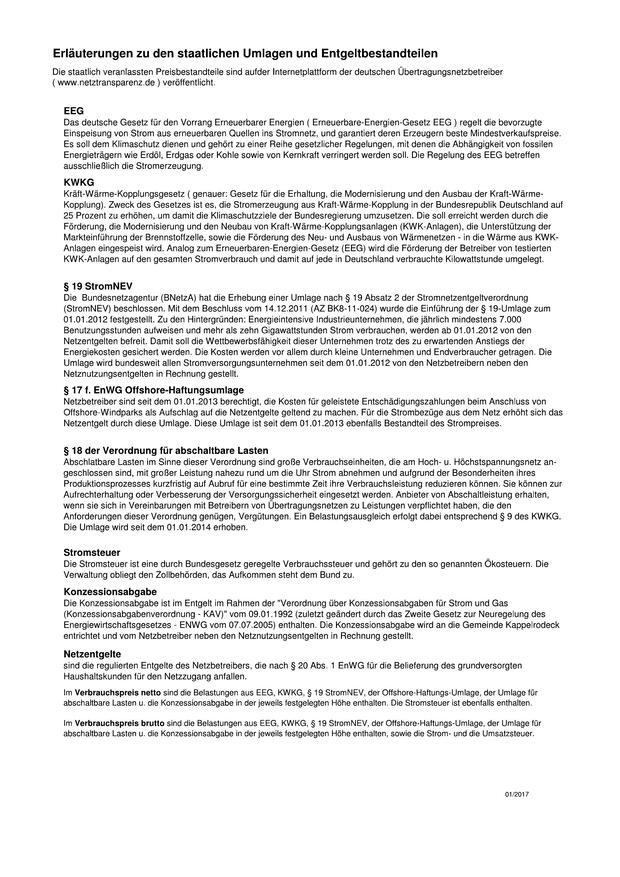 Erläuterungen zu den staatlichen Umlagen und Entgeltbestandteilen
Die staatlich veranlassten Preisbestandteile sind aufder Internetplattform der deutschen Übertragungsnetzbetreiber
( www.netztransparenz.de ) veröffentlicht.
EEG
Das deutsche Gesetz für den Vorrang Erneuerbarer Energien ( Erneuerbare-Energien-Gesetz EEG ) regelt die bevorzugte
Einspeisung von Strom aus erneuerbaren Quellen ins Stromnetz, und garantiert deren Erzeugern beste Mindestverkaufspreise.
Es soll dem Klimaschutz dienen und gehört zu einer Reihe gesetzlicher Regelungen, mit denen die Abhängigkeit von fossilen
Energieträgern wie Erdöl, Erdgas oder Kohle sowie von Kernkraft verringert werden soll. Die Regelung des EEG betreffen
ausschließlich die Stromerzeugung.
KWKG
Kräft-Wärme-Kopplungsgesetz ( genauer: Gesetz für die Erhaltung, die Modernisierung und den Ausbau der Kraft-Wärme-
Kopplung). Zweck des Gesetzes ist es, die Stromerzeugung aus Kraft-Wärme-Kopplung in der Bundesrepublik Deutschland auf
25 Prozent zu erhöhen, um damit die Klimaschutzziele der Bundesregierung umzusetzen. Die soll erreicht werden durch die
Förderung, die Modernisierung und den Neubau von Kraft-Wärme-Kopplungsanlagen (KWK-Anlagen), die Unterstützung der
Markteinführung der Brennstoffzelle, sowie die Förderung des Neu- und Ausbaus von Wärmenetzen - in die Wärme aus KWK-
Anlagen eingespeist wird. Analog zum Erneuerbaren-Energien-Gesetz (EEG) wird die Förderung der Betreiber von testierten
KWK-Anlagen auf den gesamten Stromverbrauch und damit auf jede in Deutschland verbrauchte Kilowattstunde umgelegt.
§ 19 StromNEV
Die Bundesnetzagentur (BNetzA) hat die Erhebung einer Umlage nach § 19 Absatz 2 der Stromnetzentgeltverordnung
(StromNEV) beschlossen. Mit dem Beschluss vom 14.12.2011 (AZ BK8-11-024) wurde die Einführung der § 19-Umlage zum
01.01.2012 festgestellt. Zu den Hintergründen: Energieintensive Industrieunternehmen, die jährlich mindestens 7.000
Benutzungsstunden aufweisen und mehr als zehn Gigawattstunden Strom verbrauchen, werden ab 01.01.2012 von den
Netzentgelten befreit. Damit soll die Wettbewerbsfähigkeit dieser Unternehmen trotz des zu erwartenden Anstiegs der
Energiekosten gesichert werden. Die Kosten werden vor allem durch kleine Unternehmen und Endverbraucher getragen. Die
Umlage wird bundesweit allen Stromversorgungsunternehmen seit dem 01.01.2012 von den Netzbetreibern neben den
Netznutzungsentgelten in Rechnung gestellt.
§ 17 f. EnWG Offshore-Haftungsumlage
Netzbetreiber sind seit dem 01.01.2013 berechtigt, die Kosten für geleistete Entschädigungszahlungen beim Anschluss von
Offshore-Windparks als Aufschlag auf die Netzentgelte geltend zu machen. Für die Strombezüge aus dem Netz erhöht sich das
Netzentgelt durch diese Umlage. Diese Umlage ist seit dem 01.01.2013 ebenfalls Bestandteil des Strompreises.
§ 18 der Verordnung für abschaltbare Lasten
Abschlatbare Lasten im Sinne dieser Verordnung sind große Verbrauchseinheiten, die am Hoch- u. Höchstspannungsnetz an-
geschlossen sind, mit großer Leistung nahezu rund um die Uhr Strom abnehmen und aufgrund der Besonderheiten ihres
Produktionsprozesses kurzfristig auf Aubruf für eine bestimmte Zeit ihre Verbrauchsleistung reduzieren können. Sie können zur
Aufrechterhaltung oder Verbesserung der Versorgungssicherheit eingesetzt werden. Anbieter von Abschaltleistung erhalten,
wenn sie sich in Vereinbarungen mit Betreibern von Übertragungsnetzen zu Leistungen verpflichtet haben, die den
Anforderungen dieser Verordnung genügen, Vergütungen. Ein Belastungsausgleich erfolgt dabei entsprechend § 9 des KWKG.
Die Umlage wird seit dem 01.01.2014 erhoben.
Stromsteuer
Die Stromsteuer ist eine durch Bundesgesetz geregelte Verbrauchssteuer und gehört zu den so genannten Ökosteuern. Die
Verwaltung obliegt den Zollbehörden, das Aufkommen steht dem Bund zu.
Konzessionsabgabe
Die Konzessionsabgabe ist im Entgelt im Rahmen der "Verordnung über Konzessionsabgaben für Strom und Gas
(Konzessionsabgabenverordnung - KAV)" vom 09.01.1992 (zuletzt geändert durch das Zweite Gesetz zur Neuregelung des
Energiewirtschaftsgesetzes - ENWG vom 07.07.2005) enthalten. Die Konzessionsabgabe wird an die Gemeinde Kappelrodeck
entrichtet und vom Netzbetreiber neben den Netznutzungsentgelten in Rechnung gestellt.
Netzentgelte
sind die regulierten Entgelte des Netzbetreibers, die nach § 20 Abs. 1 EnWG für die Belieferung des grundversorgten
Haushaltskunden für den Netzzugang anfallen.
Im Verbrauchspreis netto sind die Belastungen aus EEG, KWKG, § 19 StromNEV, der Offshore-Haftungs-Umlage, der Umlage für
abschaltbare Lasten u. die Konzessionsabgabe in der jeweils festgelegten Höhe enthalten. Die Stromsteuer ist ebenfalls enthalten.
Im Verbrauchspreis brutto sind die Belastungen aus EEG, KWKG, § 19 StromNEV, der Offshore-Haftungs-Umlage, der Umlage für
abschaltbare Lasten u. die Konzessionsabgabe in der jeweils festgelegten Höhe enthalten, sowie die Strom- und die Umsatzsteuer.
01/2017